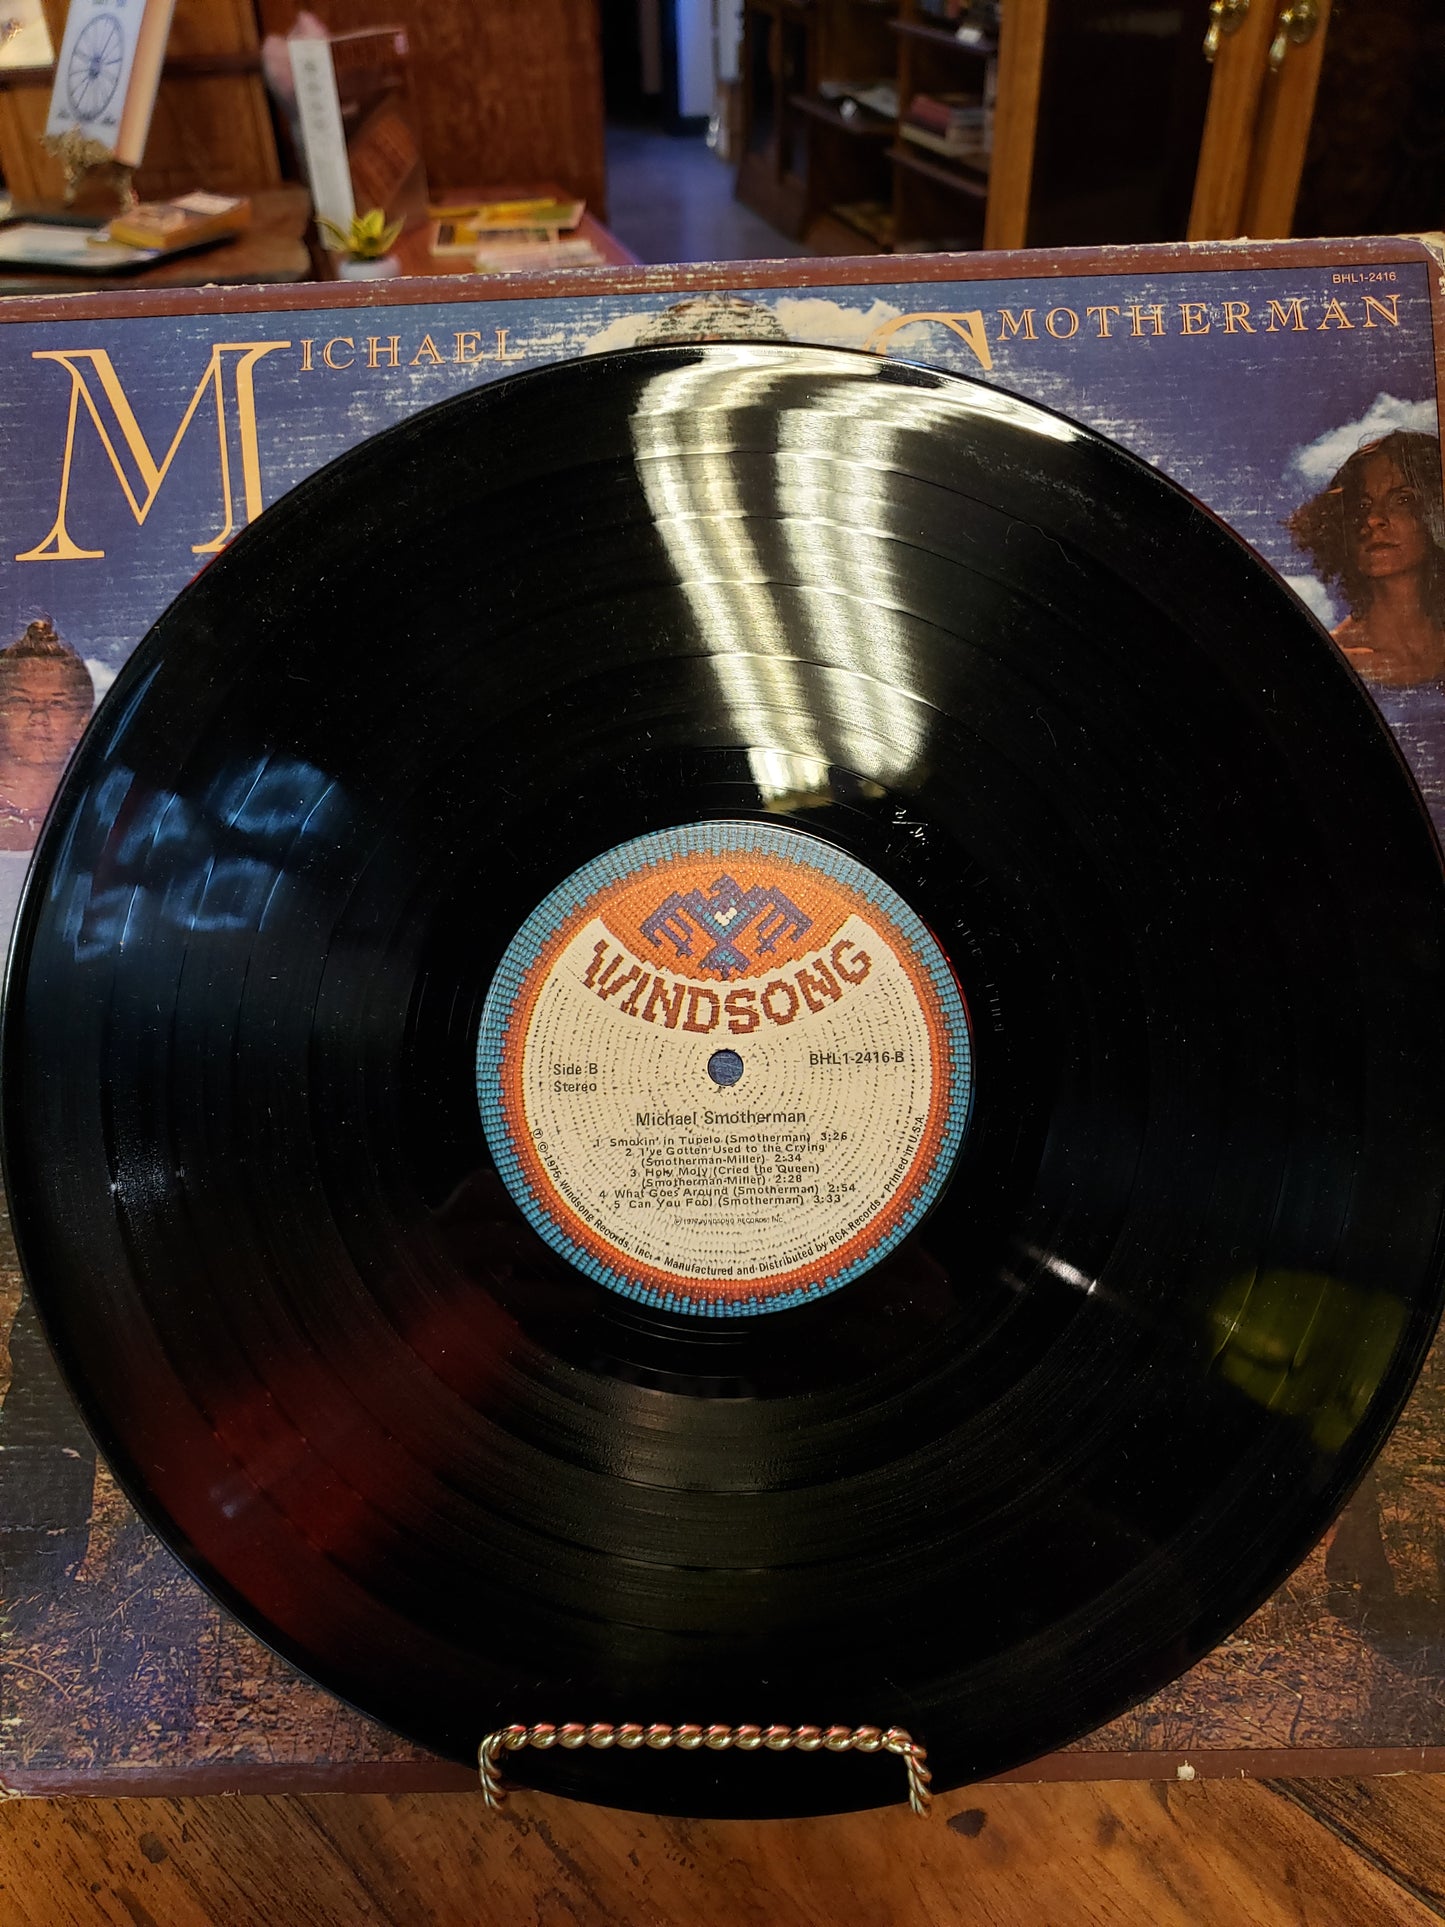 BHL1-2416
MICHAEL SMOTHERMAN
WINDSONG
Side B
Stereo
BHL1-2416-B
Michael Smotherman
1 Smokin' in Tupelo (Smotherman) 3:26
2. I've Gotten Used to the Crying
(Smotherman-Miller) 2:34
3 Holy Moly (Cried the Queen)
(Smotherman-Miller) 2:28
4 What Goes Around (Smotherman) 2:54
5 Can You Fool (Smotherman) 3:33
WINDSONG RECORDS INC.
Windsong Records, Inc. • Manufactured and Distributed by RCA Records • Printed in U.S.A.